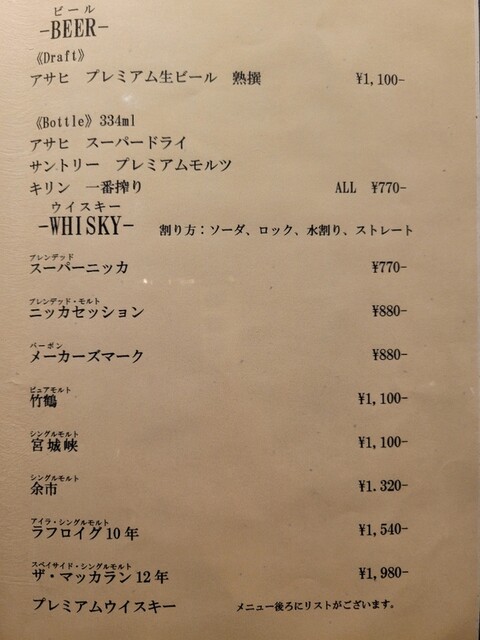 ビール
-BEER-
《Draft》
アサヒ プレミアム生ビール 熟撰 ¥1,100-
《Bottle》334ml
アサヒ スーパードライ
サントリー プレミアムモルツ
キリン 一番搾り ALL ¥770-
ウイスキー
-WHISKY- 割り方:ソーダ、ロック、水割り、ストレート
ブレンデッド
スーパーニッカ ¥770-
ブレンデッド・モルト
ニッカセッション ¥880-
バーボン
メーカーズマーク ¥880-
ピュアモルト
竹鶴 ¥1,100-
シングルモルト
宮城峡 ¥1,100-
シングルモルト
余市 ¥1.320-
アイラ・シングルモルト
ラフロイグ10年 ¥1,540-
スペイサイド・シングルモルト
ザ・マッカラン12年 ¥1,980-
プレミアムウイスキー メニュー後ろにリストがございます。